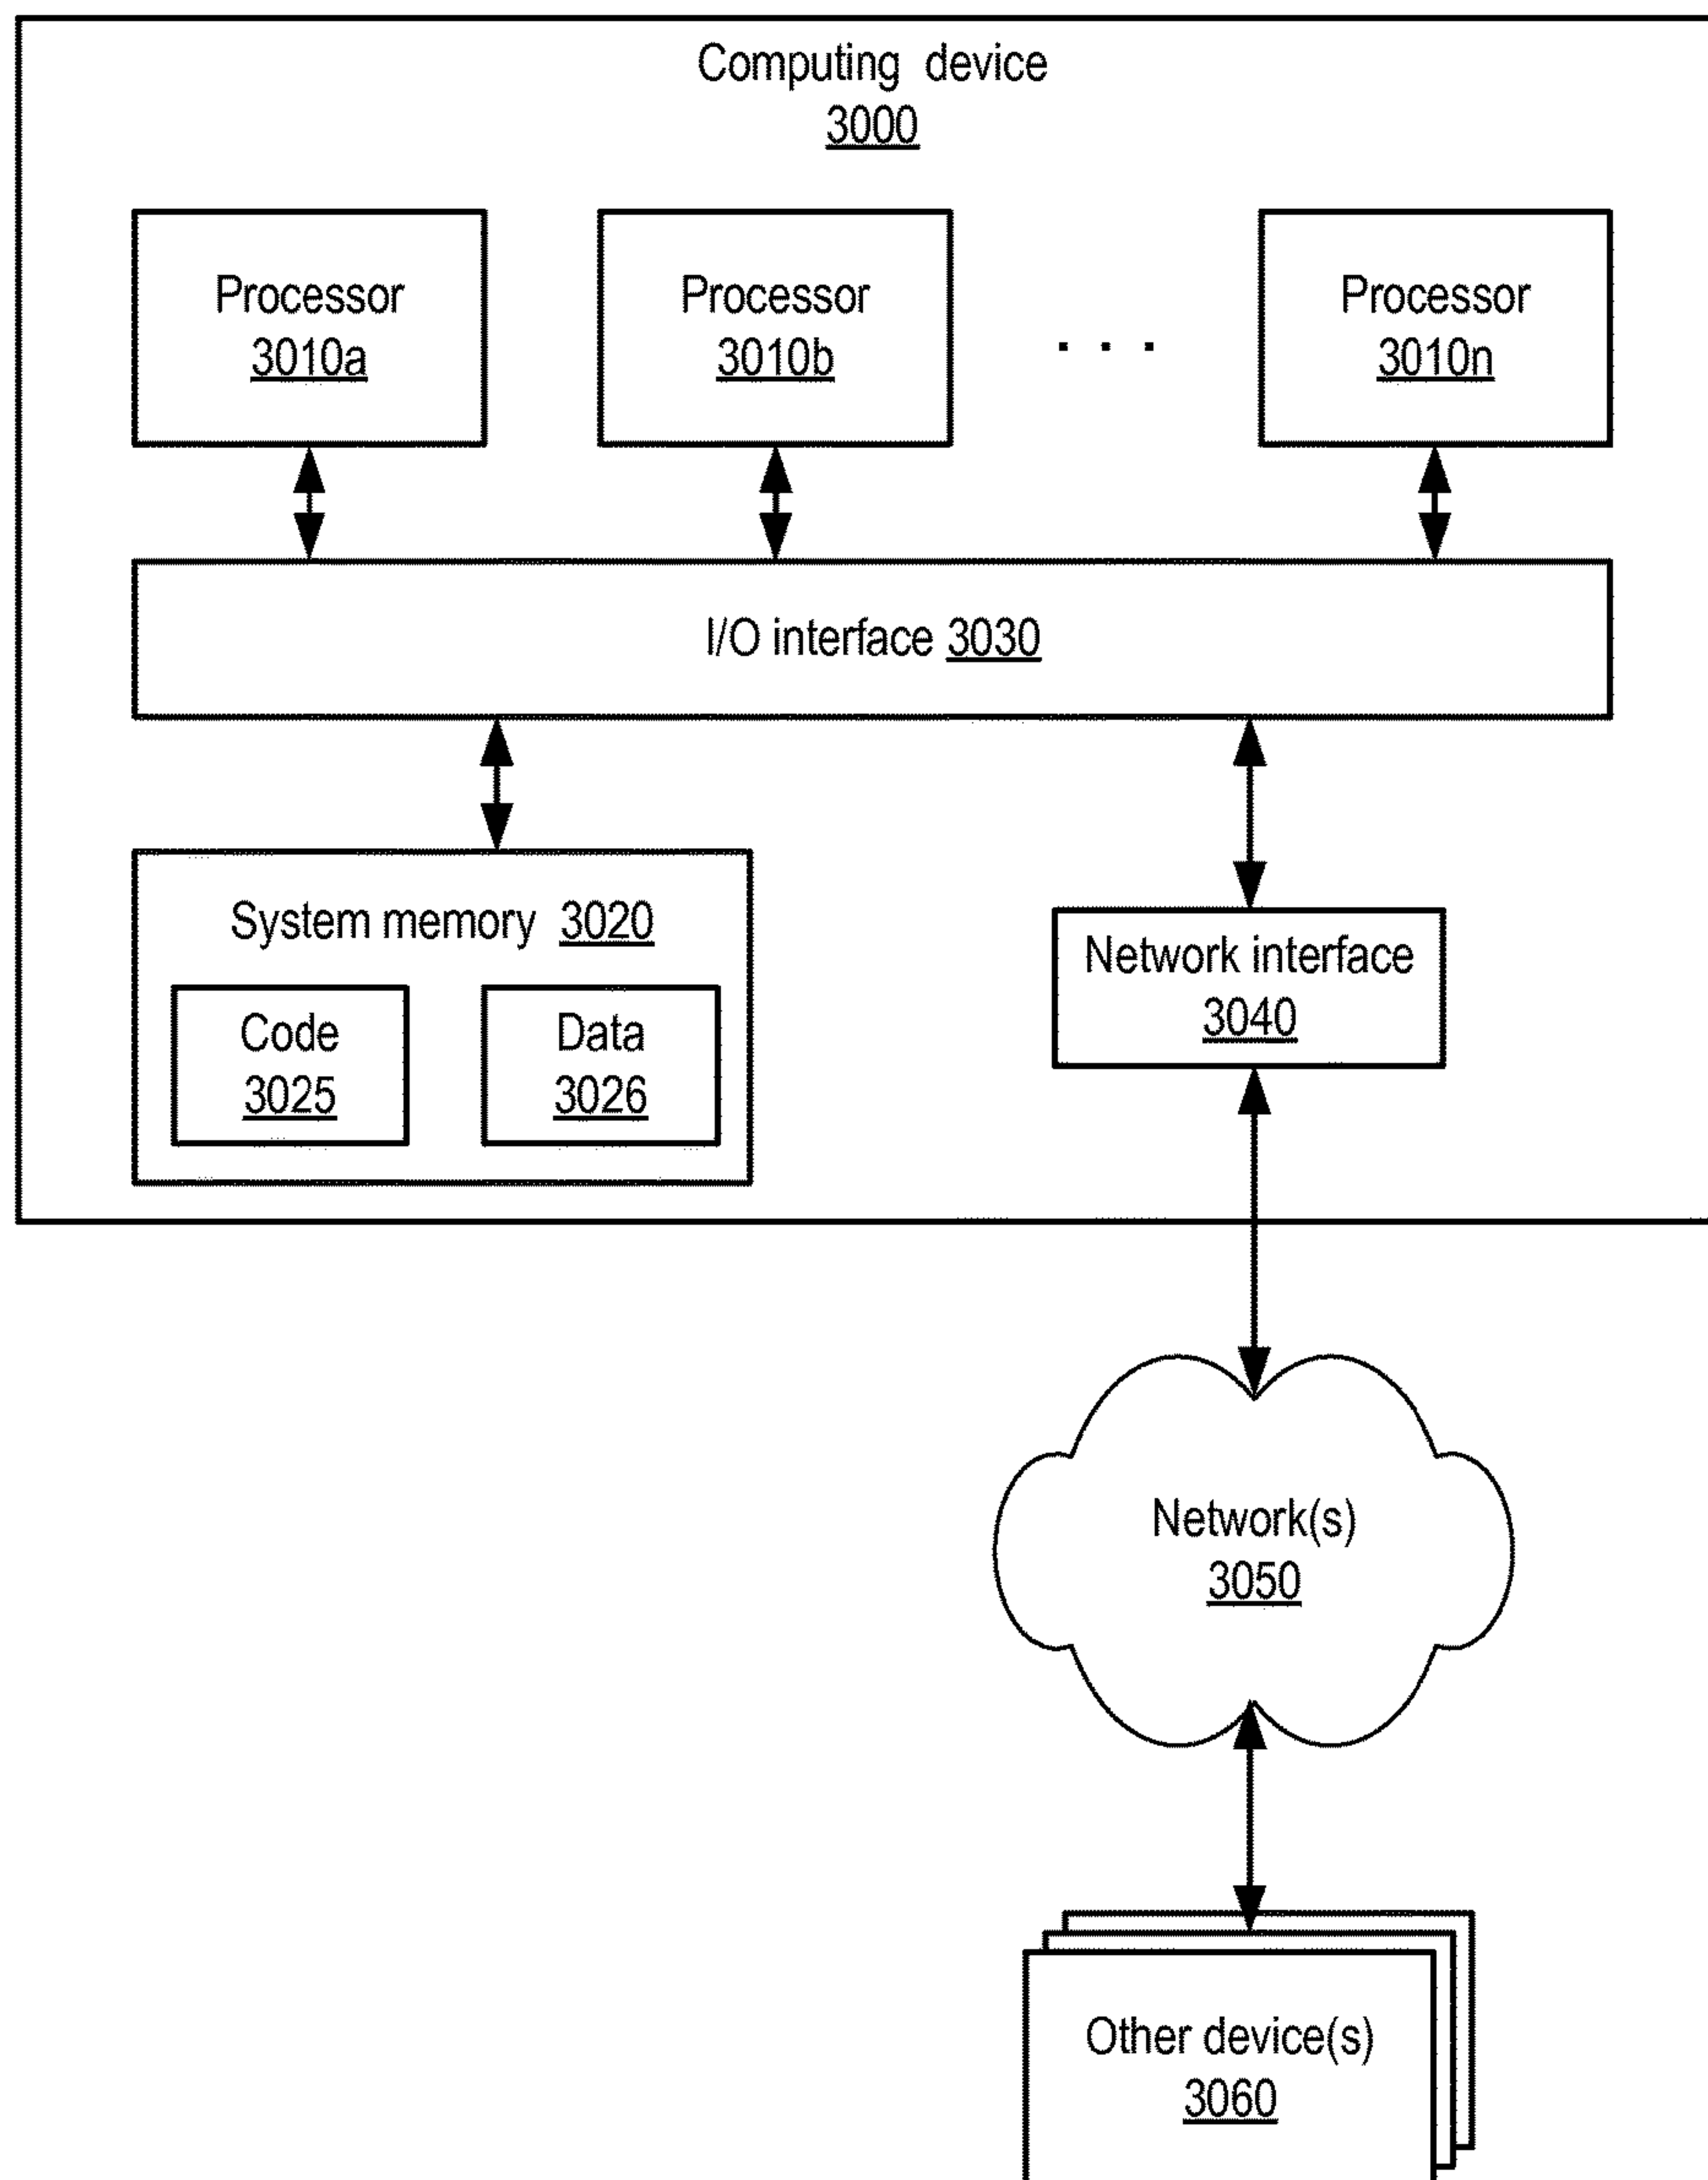 Computing device
3000
Processor
3010a
Processor
3010b
. . .
Processor
3010n
I/O interface 3030
System memory 3020
Code
3025
Data
3026
Network interface
3040
Network(s)
3050
Other device(s)
3060